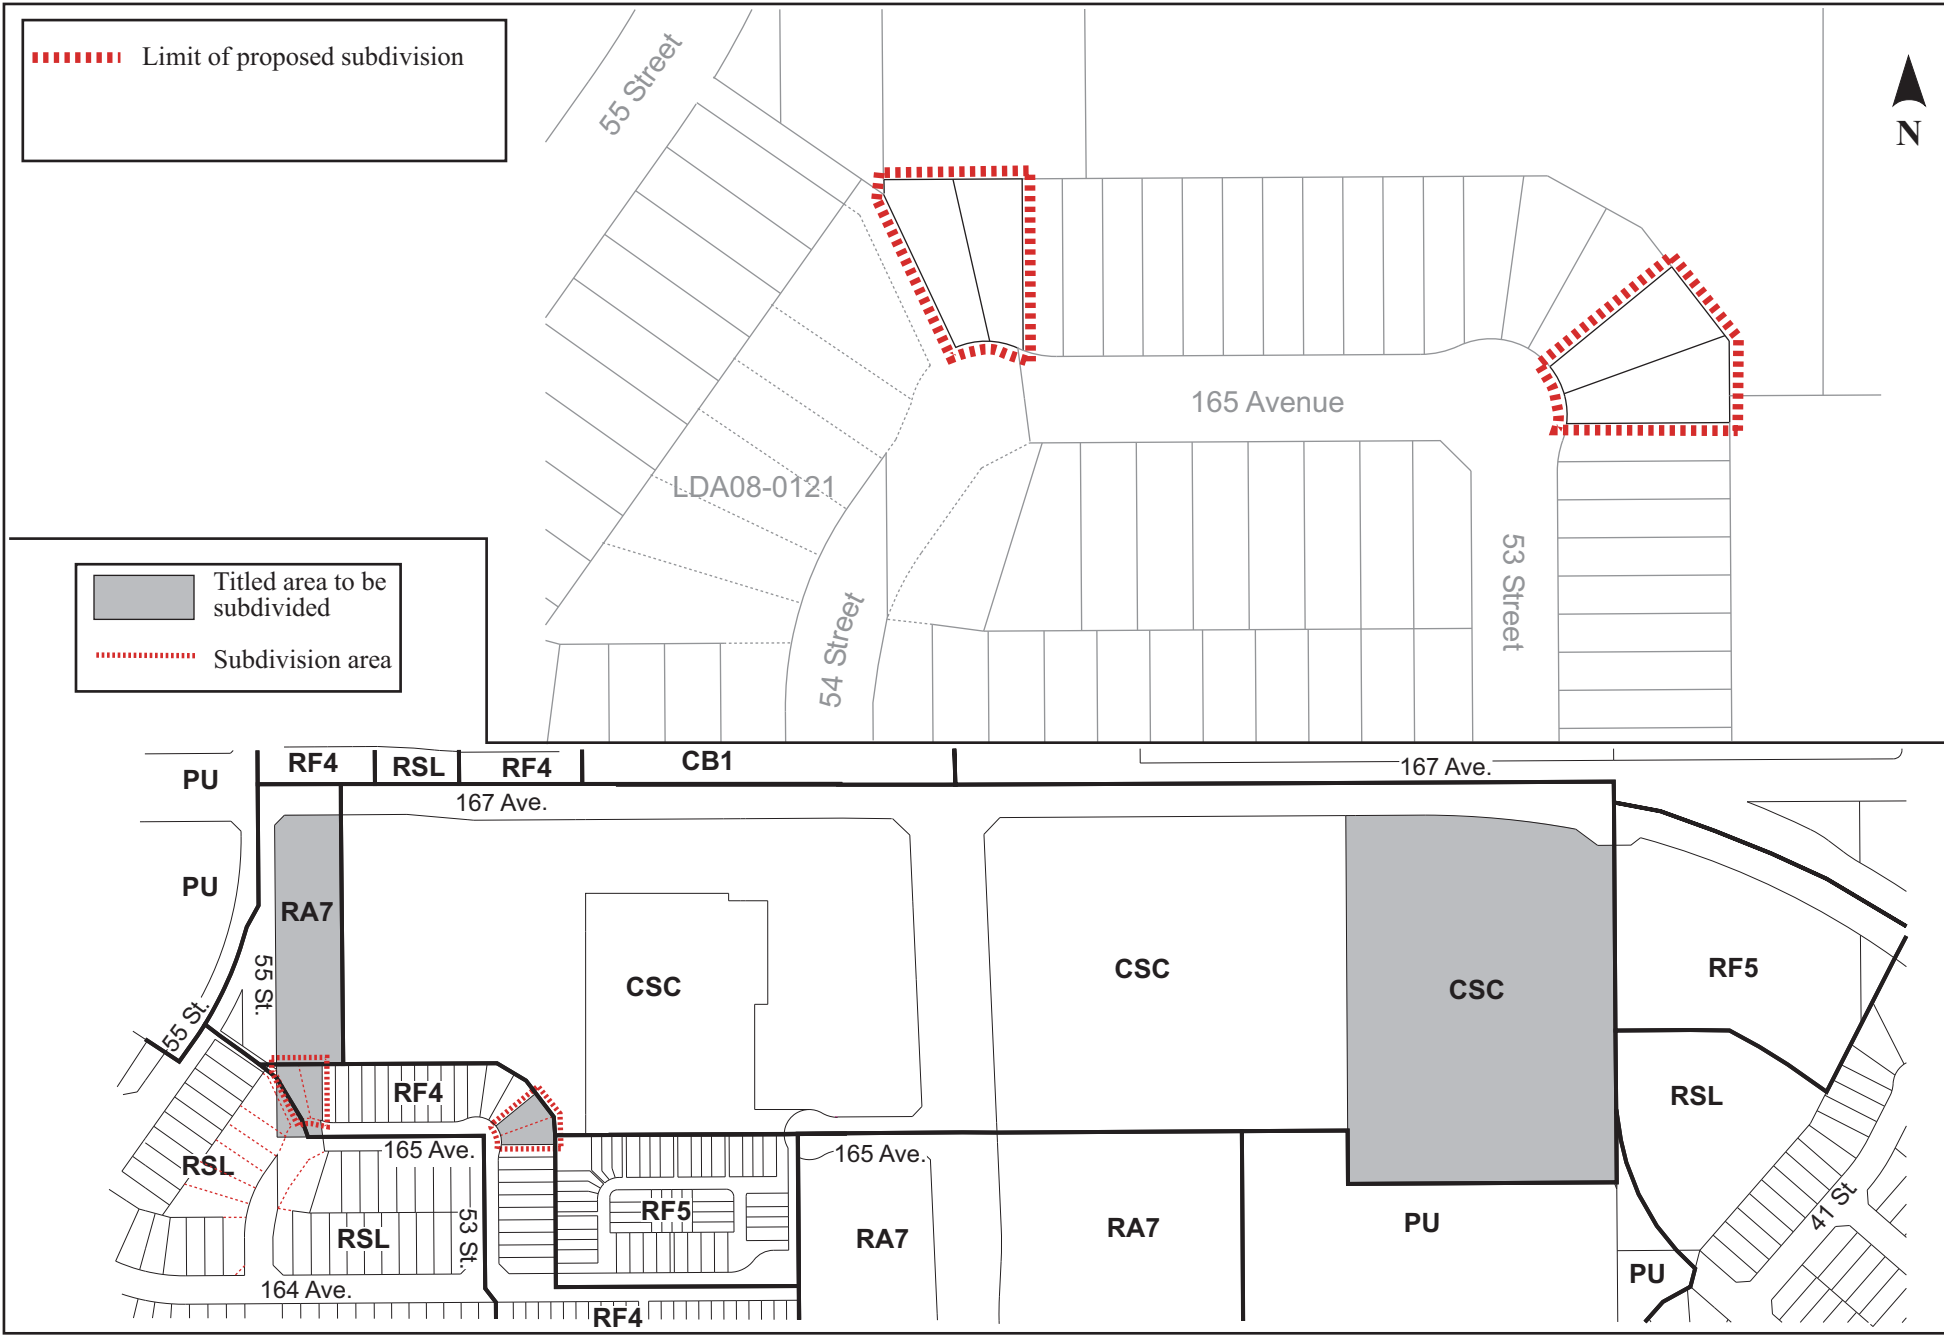 Limit of proposed subdivision
55 Street
N
165 Avenue
LDA08-0121
53 Street
54 Street
Titled area to be
subdivided
Subdivision area
PU
RF4
RSL
RF4
CB1
167 Ave.
167 Ave.
PU
RA7
55 St.
55 St.
CSC
CSC
CSC
RF5
RF4
RSL
165 Ave.
165 Ave.
RSL
RF5
RSL
53 St.
RA7
RA7
PU
41 St
PU
164 Ave.
RF4